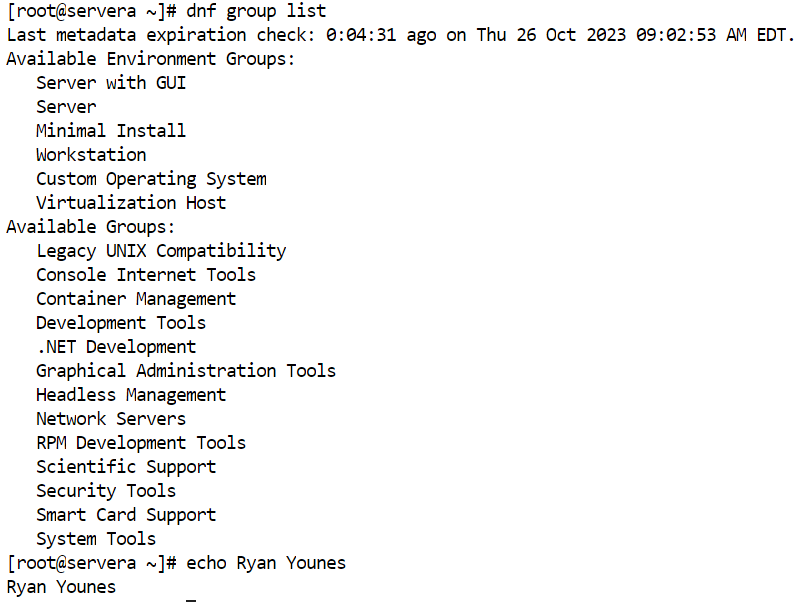 [root@servera ~]# dnf group list
Last metadata expiration check: 0:04:31 ago on Thu 26 Oct 2023 09:02:53 AM EDT.
Available Environment Groups:
   Server with GUI
   Server
   Minimal Install
   Workstation
   Custom Operating System
   Virtualization Host
Available Groups:
   Legacy UNIX Compatibility
   Console Internet Tools
   Container Management
   Development Tools
   .NET Development
   Graphical Administration Tools
   Headless Management
   Network Servers
   RPM Development Tools
   Scientific Support
   Security Tools
   Smart Card Support
   System Tools
[root@servera ~]# echo Ryan Younes
Ryan Younes